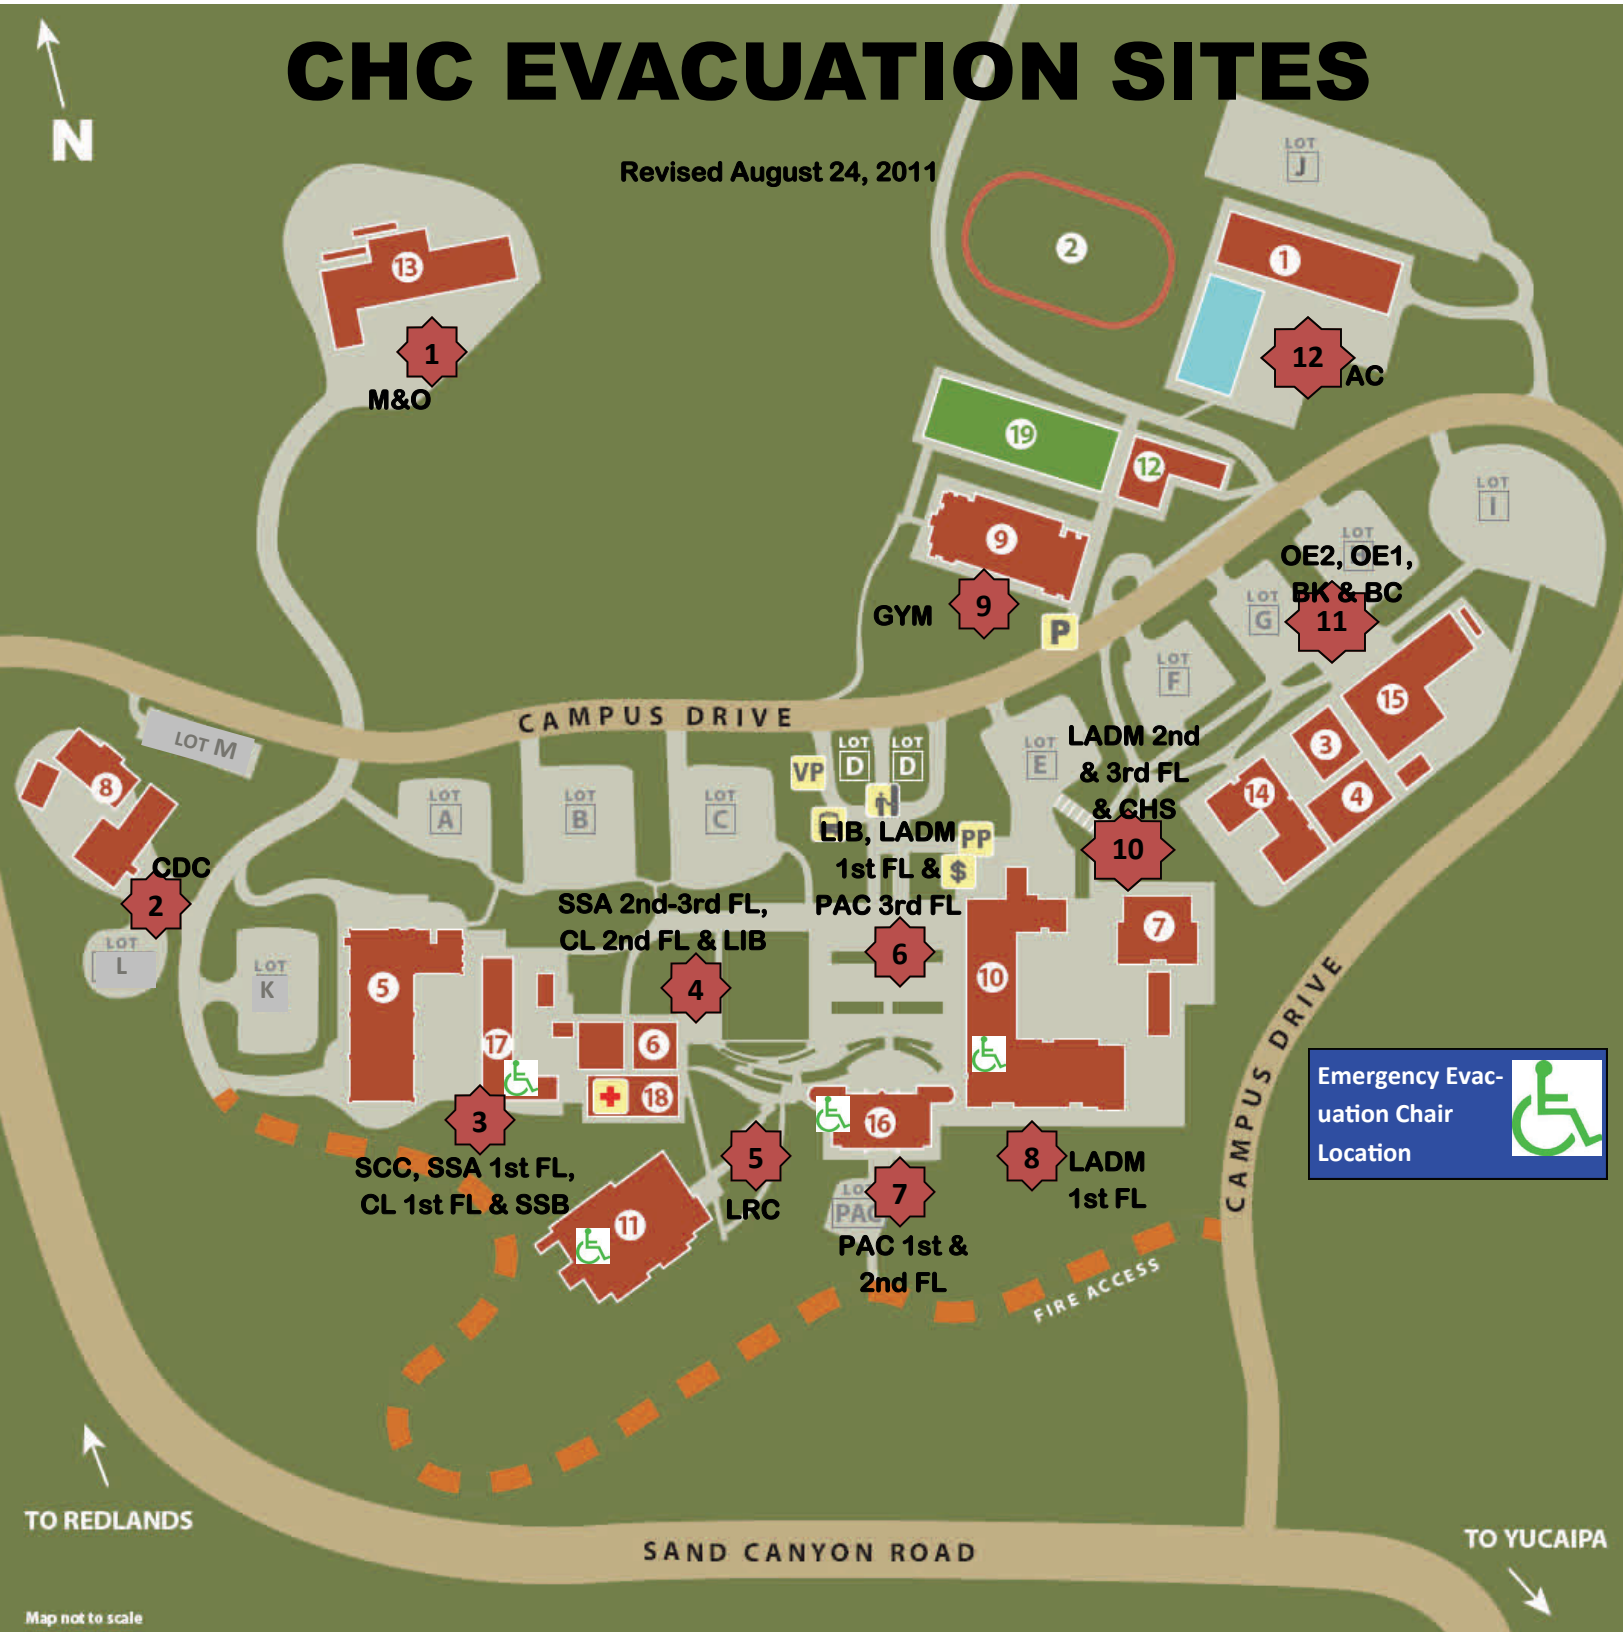 CHC EVACUATION SITES
Revised August 24, 2011
N
LOT
J
2
1
13
12
AC
1
M&O
19
12
LOT
I
9
LOT
OE2, OE1,
BK & BC
11
LOT
G
9
GYM
P
LOT
F
15
CAMPUS DRIVE
LOT M
LOT
D
LOT
D
LOT
E
LADM 2nd
& 3rd FL
& CHS
10
3
4
14
VP
8
LOT
A
LOT
B
LOT
C
LIB, LADM
1st FL &
PAC 3rd FL
PP
$
6
CDC
2
SSA 2nd-3rd FL,
CL 2nd FL & LIB
4
7
LOT
L
LOT
K
5
10
17
6
18
CAMPUS DRIVE
Emergency Evac-
uation Chair
Location
3
SCC, SSA 1st FL,
CL 1st FL & SSB
16
5
LRC
8
LADM
1st FL
7
PAC
PAC 1st &
2nd FL
11
FIRE ACCESS
TO REDLANDS
SAND CANYON ROAD
TO YUCAIPA
Map not to scale